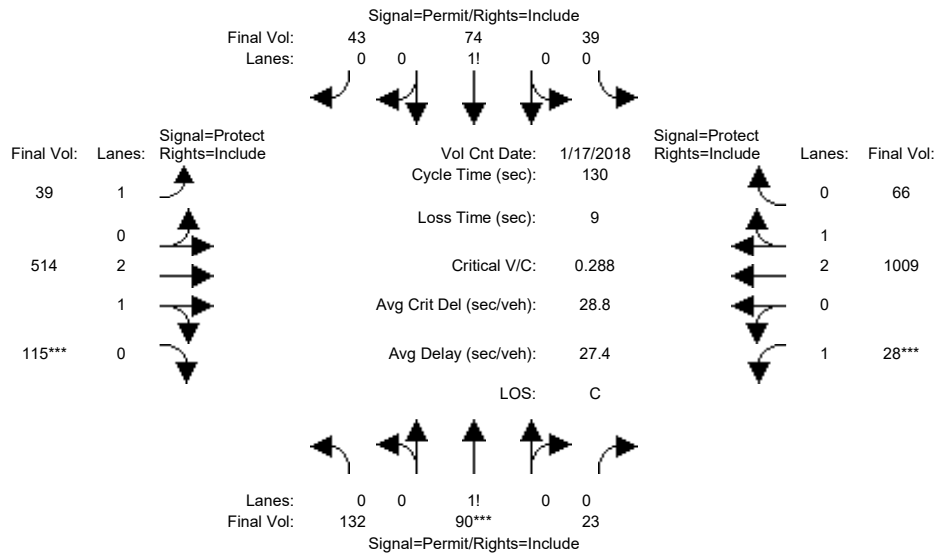 Signal=Permit/Rights=Include
Final Vol: 43 74 39
Lanes: 0 0 1! 0 0
Signal=Protect Signal=Protect
Final Vol: Lanes: Rights=Include Vol Cnt Date: 1/17/2018 Rights=Include Lanes: Final Vol:
Cycle Time (sec): 130
39 1 0 66
Loss Time (sec): 9
0 1
514 2 Critical V/C: 0.288 2 1009
1 Avg Crit Del (sec/veh): 28.8 0
115*** 0 Avg Delay (sec/veh): 27.4 1 28***
LOS: C
Lanes: 0 0 1! 0 0
Final Vol: 132 90*** 23
Signal=Permit/Rights=Include